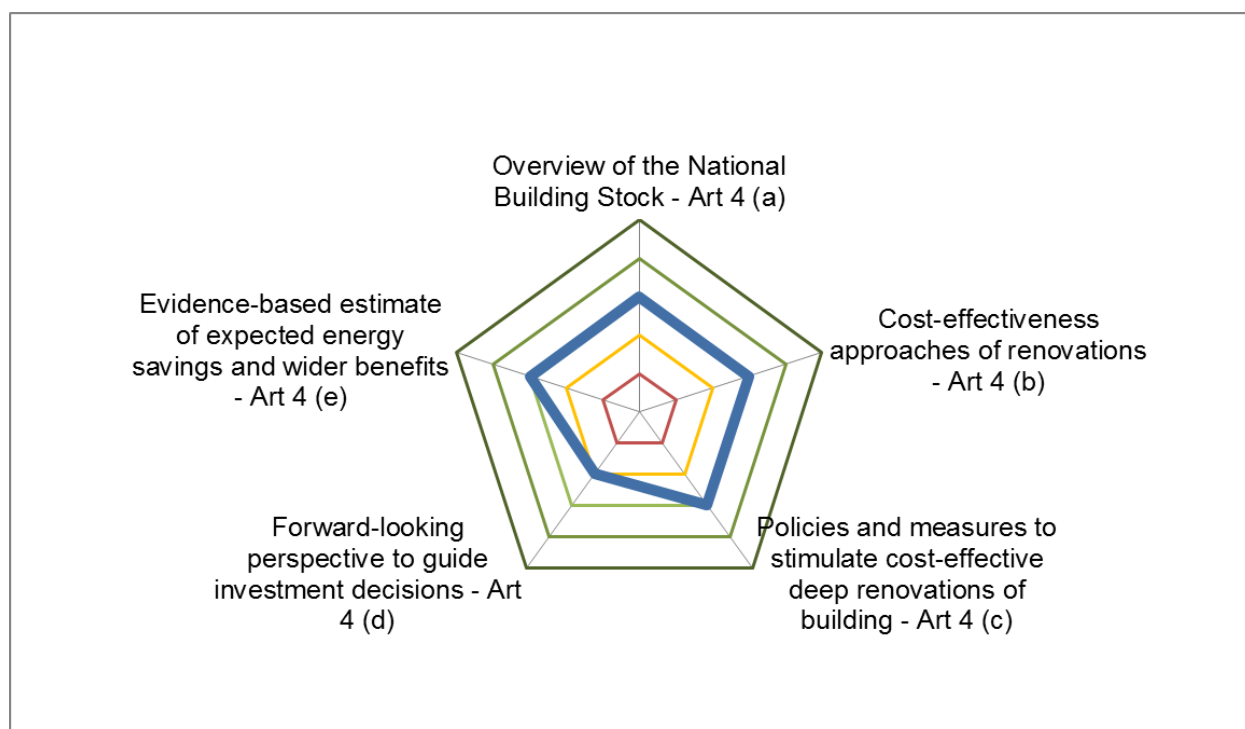 Overview of the National
Building Stock - Art 4 (a)
Cost-effectiveness
approaches of renovations
- Art 4 (b)
Policies and measures to
stimulate cost-effective
deep renovations of
building - Art 4 (c)
Forward-looking
perspective to guide
investment decisions - Art
4 (d)
Evidence-based estimate
of expected energy
savings and wider benefits
- Art 4 (e)